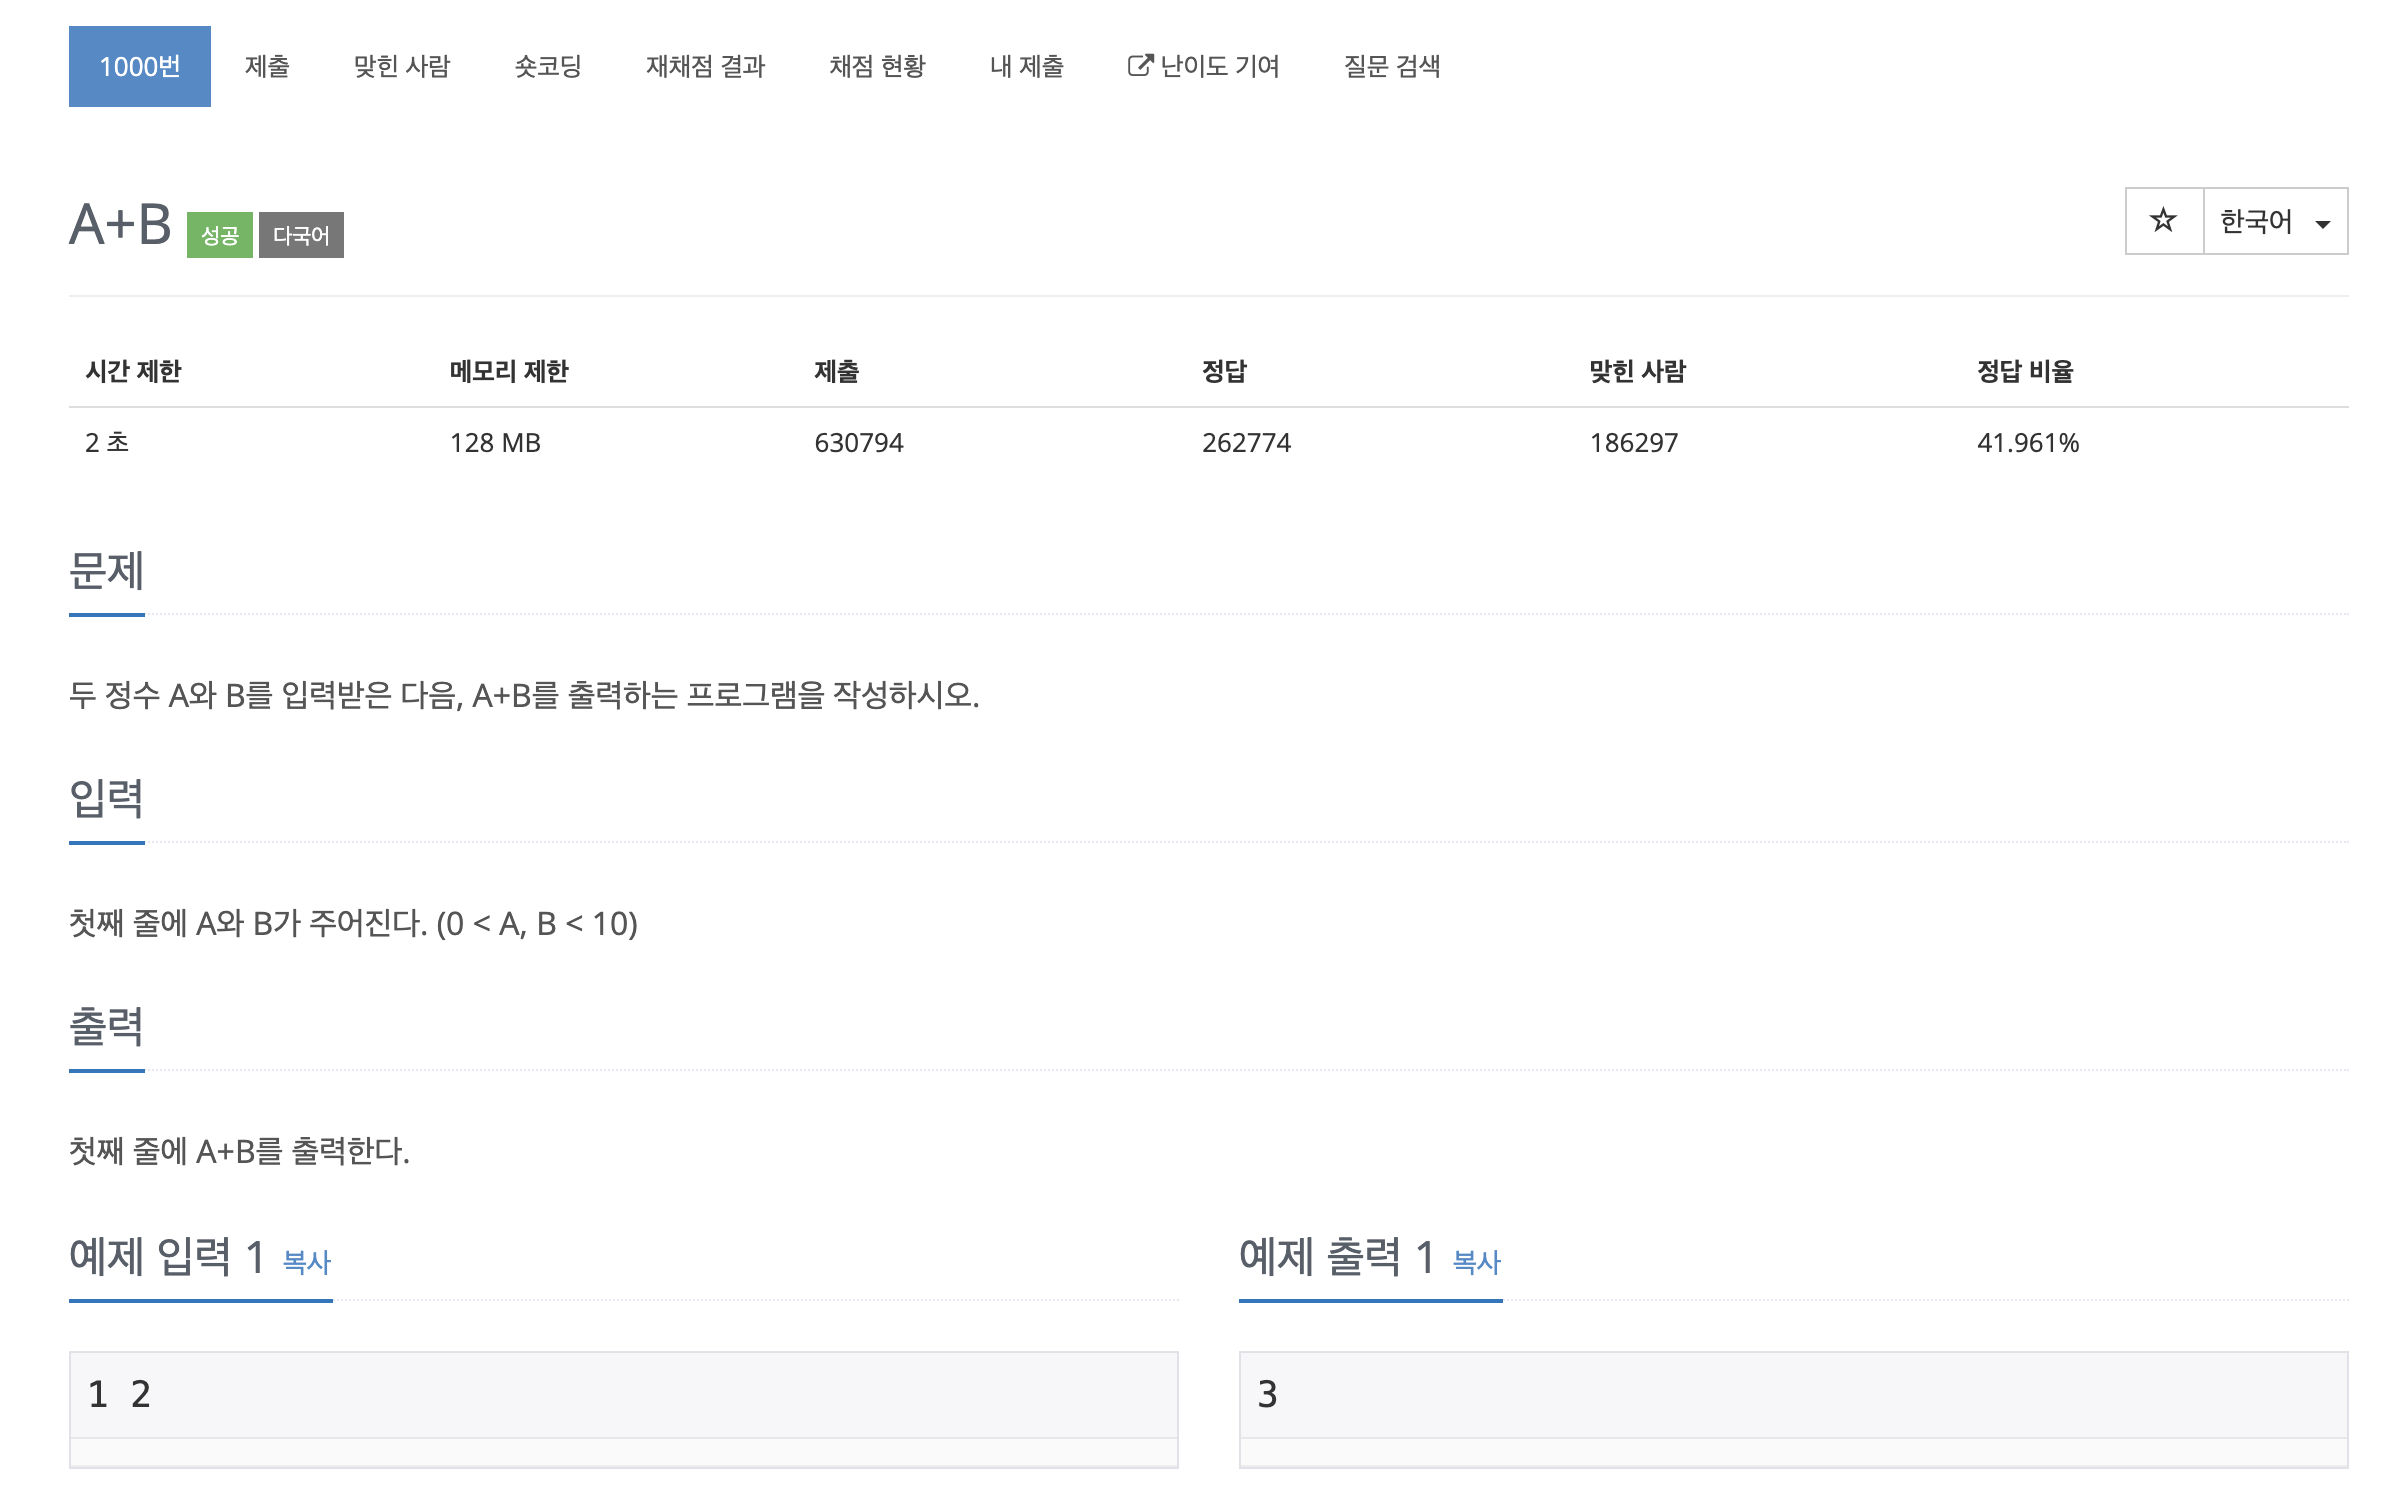 1000번 제출 맞힌 사람 숏코딩 재채점 결과 채점 현황 내 제출 난이도 기여 질문 검색
A+B 성공 다국어 ☆ 한국어
시간 제한 메모리 제한 제출 정답 맞힌 사람 정답 비율
2 초 128 MB 630794 262774 186297 41.961%
문제
두 정수 A와 B를 입력받은 다음, A+B를 출력하는 프로그램을 작성하시오.
입력
첫째 줄에 A와 B가 주어진다. (0 < A, B < 10)
출력
첫째 줄에 A+B를 출력한다.
예제 입력 1 복사
1 2
예제 출력 1 복사
3